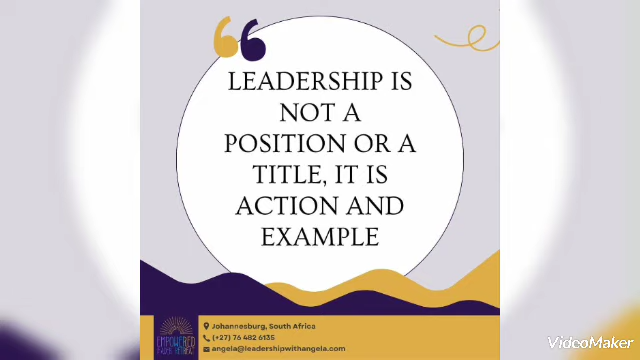 LEADERSHIP IS
NOT A
POSITION OR A
TITLE, IT IS
ACTION AND
EXAMPLE
EMPOWERED
Johannesburg, South Africa
(+27) 76 482 6135
angela@leadershipwithangela.com
VideoMaker